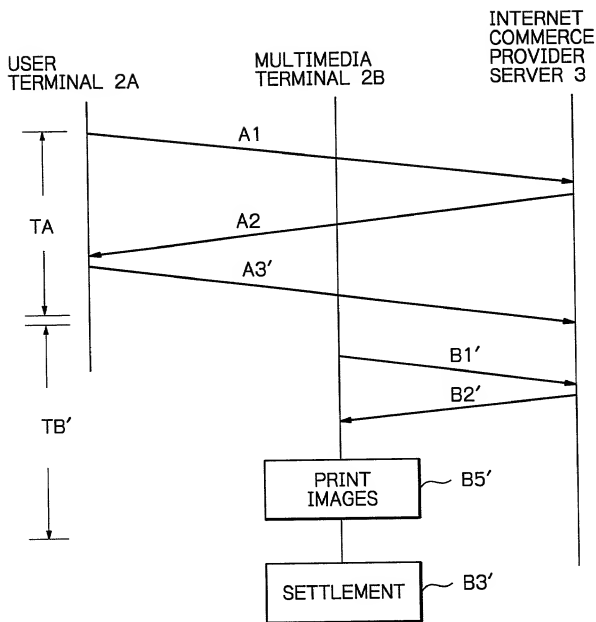 USER
TERMINAL 2A
MULTIMEDIA
TERMINAL 2B
INTERNET
COMMERCE
PROVIDER
SERVER 3
A1
A2
TA
A3′
B1′
B2′
TB′
PRINT
IMAGES
B5′
SETTLEMENT
B3′